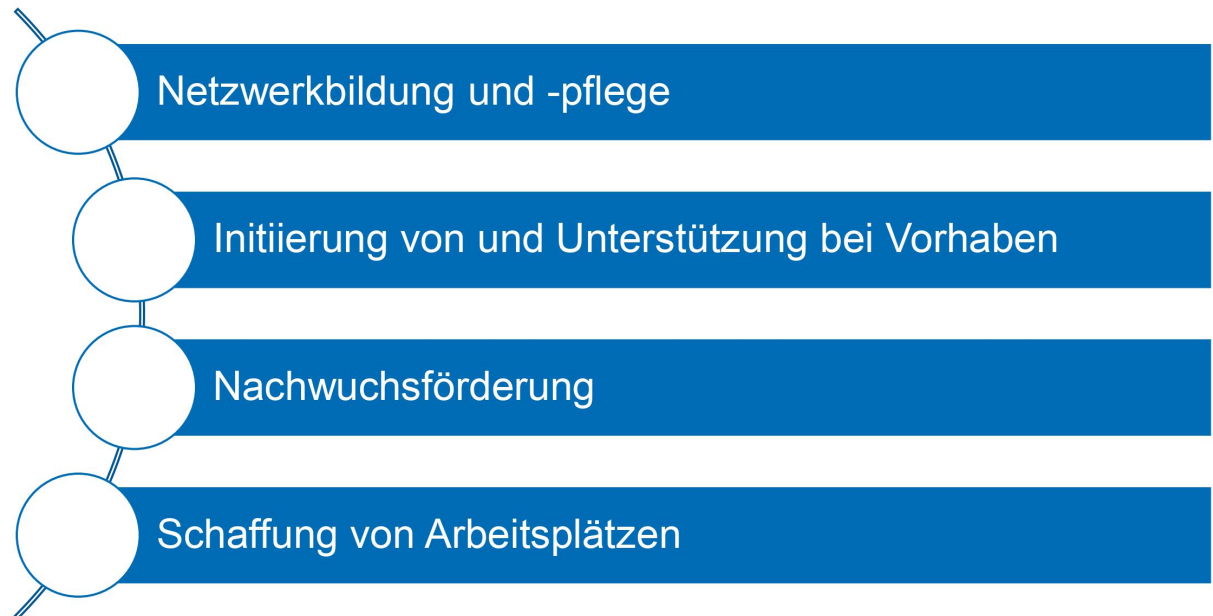 Netzwerkbildung und -pflege
Initiierung von und Unterstützung bei Vorhaben
Nachwuchsförderung
Schaffung von Arbeitsplätzen